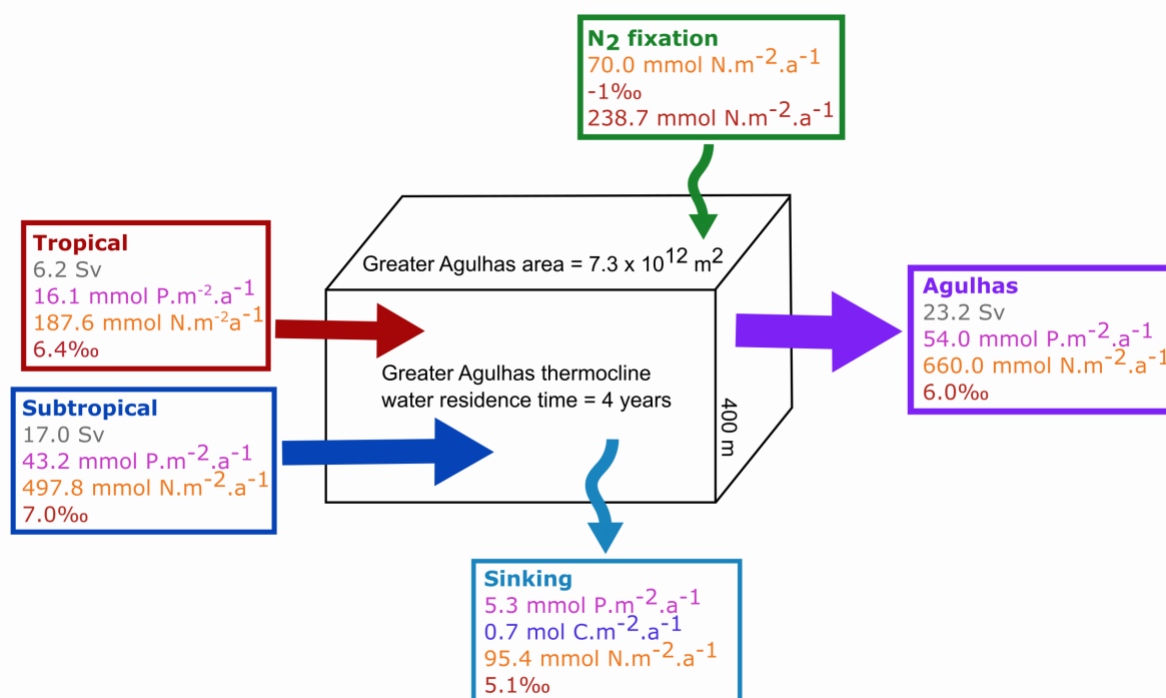 N₂ fixation
70.0 mmol N.m⁻².a⁻¹
-1‰
238.7 mmol N.m⁻².a⁻¹
Tropical
6.2 Sv
16.1 mmol P.m⁻².a⁻¹
187.6 mmol N.m⁻²a⁻¹
6.4‰
Greater Agulhas area = 7.3 x 10¹² m²
Agulhas
23.2 Sv
54.0 mmol P.m⁻².a⁻¹
660.0 mmol N.m⁻².a⁻¹
6.0‰
Greater Agulhas thermocline
water residence time = 4 years
400 m
Subtropical
17.0 Sv
43.2 mmol P.m⁻².a⁻¹
497.8 mmol N.m⁻².a⁻¹
7.0‰
Sinking
5.3 mmol P.m⁻².a⁻¹
0.7 mol C.m⁻².a⁻¹
95.4 mmol N.m⁻².a⁻¹
5.1‰